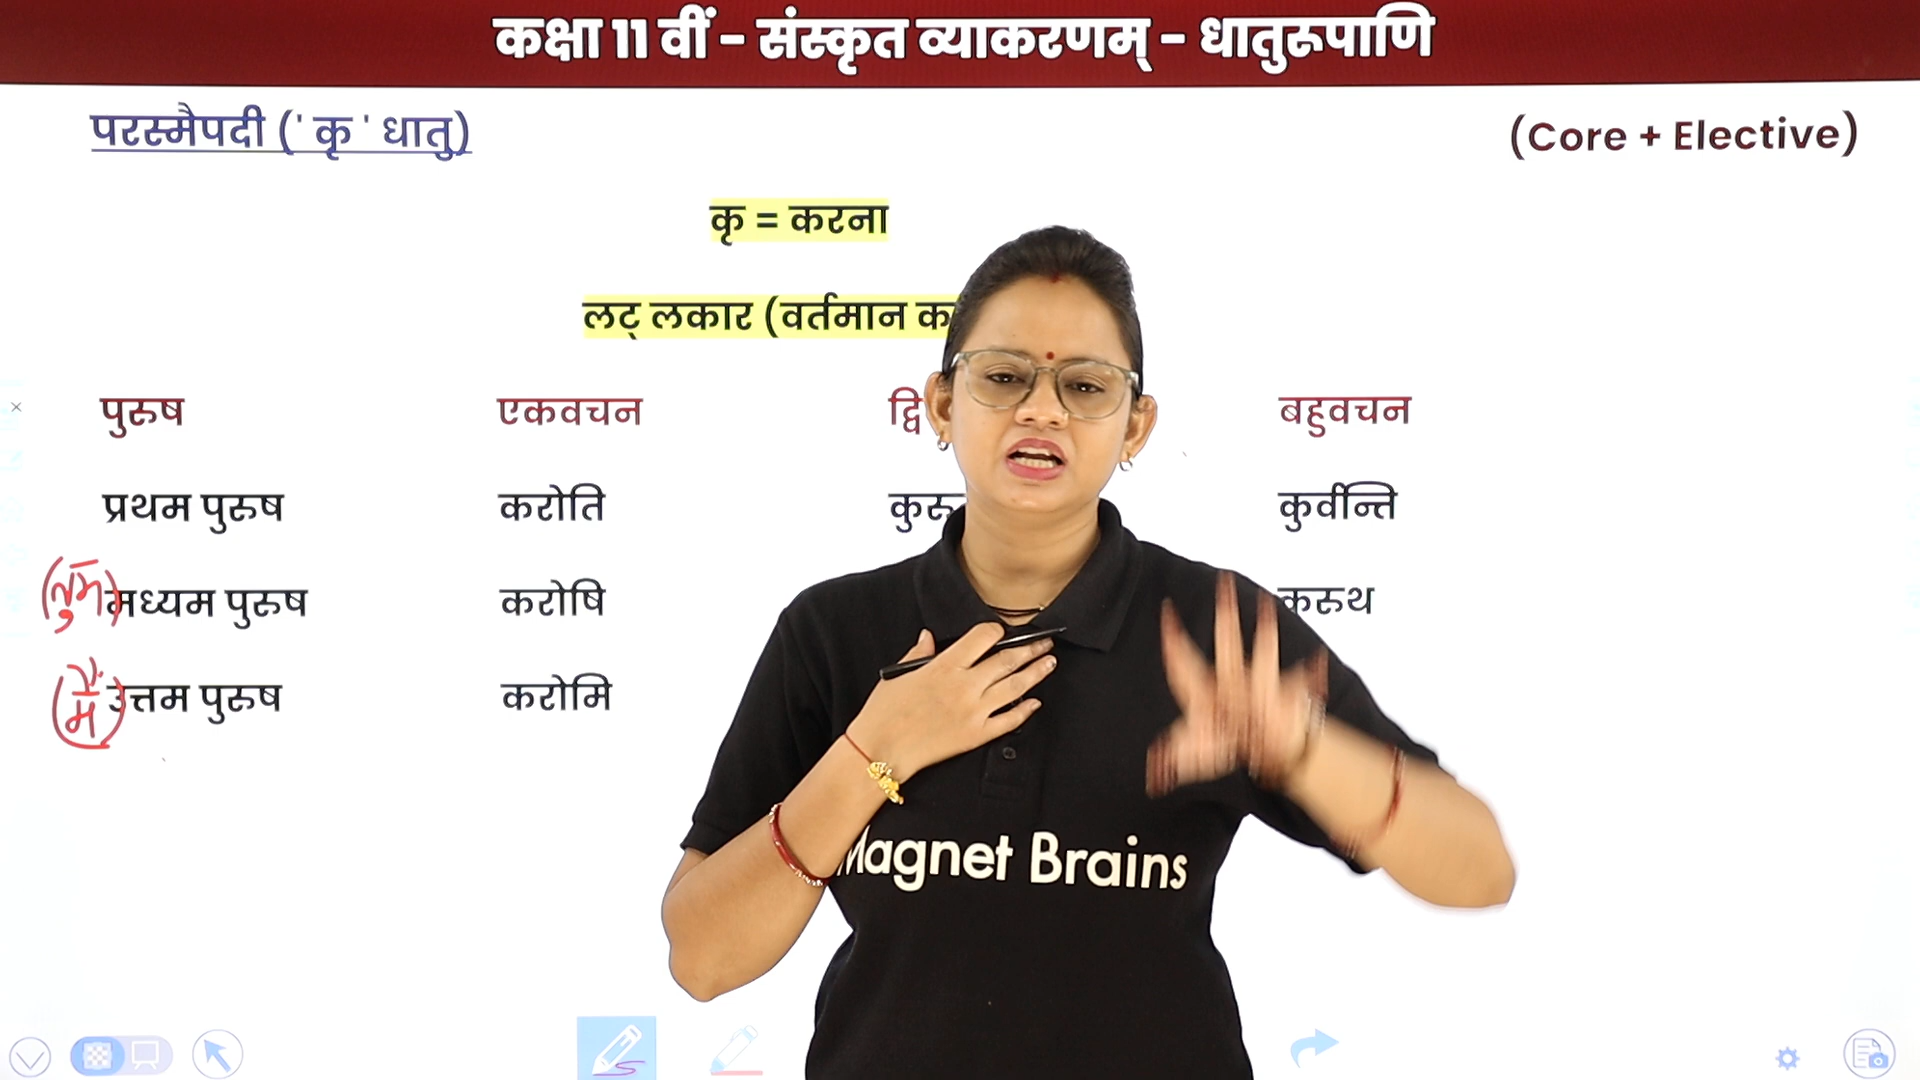 कक्षा 11 वीं - संस्कृत व्याकरणम् - धातुरूपाणि
परस्मैपदी (' कृ ' धातु)
(Core + Elective)
कृ = करना
लट् लकार (वर्तमान
पुरुष एकवचन द्वि बहुवचन
प्रथम पुरुष करोति कुर्वन्ति
(तुम) मध्यम पुरुष करोषि करुथ
(मैं) उत्तम पुरुष करोमि
Magnet Brains